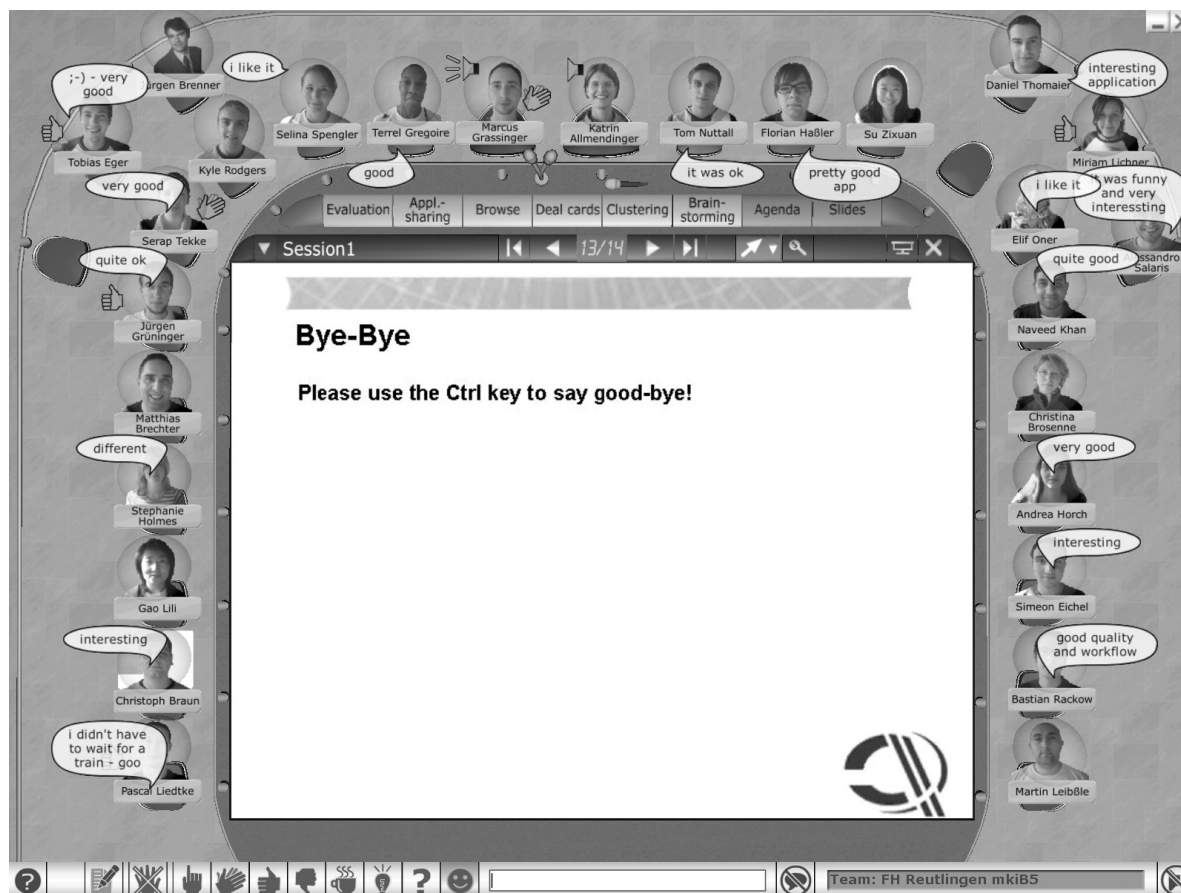 ;-) - very
good
Jürgen Brenner
i like it
Daniel Thomaier
interesting
application
Tobias Eger
Kyle Rodgers
Selina Spengler
Terrel Gregoire
Marcus
Grassinger
Katrin
Allmendinger
Tom Nuttall
Florian Haßler
Su Zixuan
Miriam Lichner
very good
good
it was ok
pretty good
app
i like it
it was funny
and very
interessting
Serap Tekke
Evaluation
Appl.-
sharing
Browse
Deal cards
Clustering
Brain-
storming
Agenda
Slides
Elif Oner
Alessandro
Salaris
quite ok
Session1
13/14
quite good
Jürgen
Grüninger
Bye-Bye
Naveed Khan
Please use the Ctrl key to say good-bye!
Matthias
Brechter
Christina
Brosenne
different
very good
Stephanie
Holmes
Andrea Horch
interesting
Gao Lili
Simeon Eichel
interesting
good quality
and workflow
Christoph Braun
Bastian Rackow
i didn't have
to wait for a
train - goo
Pascal Liedtke
Martin Leibßle
Team: FH Reutlingen mkiB5